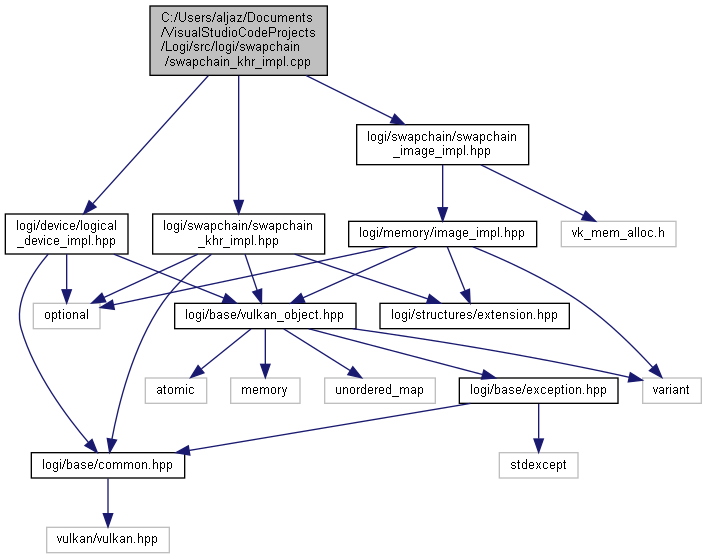 C:/Users/aljaz/Documents
/VisualStudioCodeProjects
/Logi/src/logi/swapchain
/swapchain_khr_impl.cpp
logi/swapchain/swapchain
_image_impl.hpp
logi/device/logical
_device_impl.hpp
logi/swapchain/swapchain
_khr_impl.hpp
logi/memory/image_impl.hpp
vk_mem_alloc.h
optional
logi/base/vulkan_object.hpp
logi/structures/extension.hpp
atomic
memory
unordered_map
logi/base/exception.hpp
variant
logi/base/common.hpp
stdexcept
vulkan/vulkan.hpp